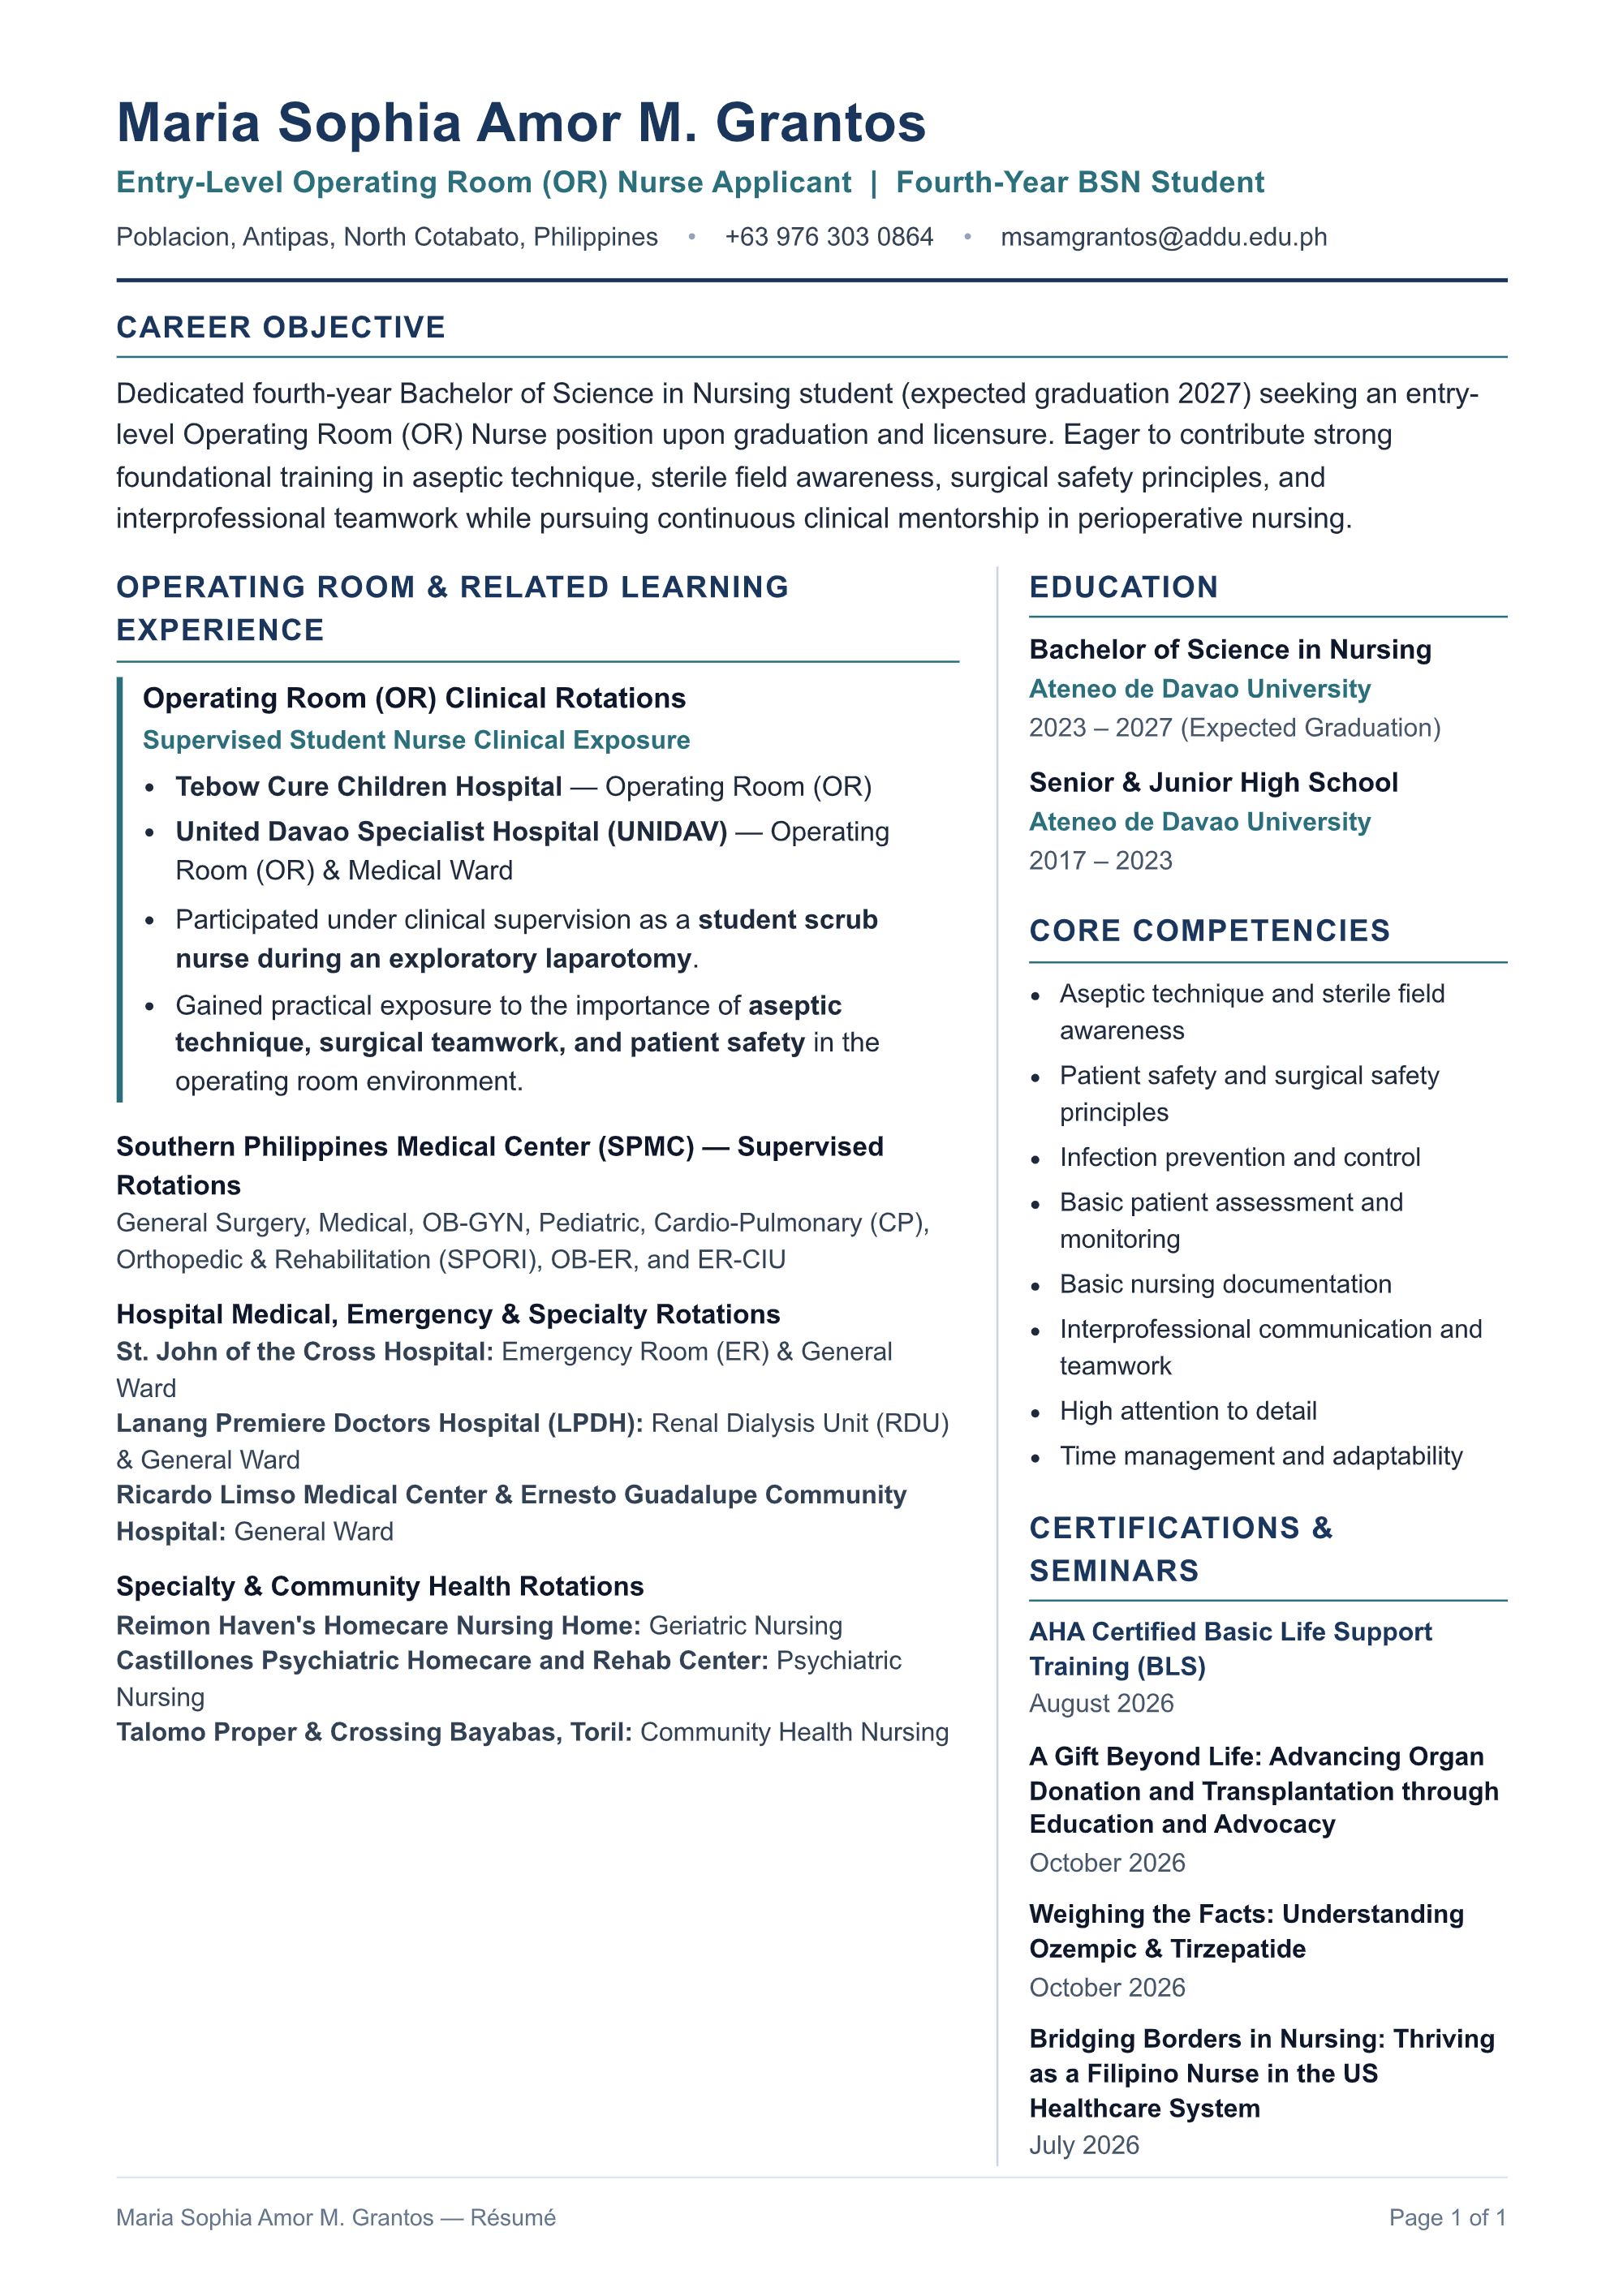 Maria Sophia Amor M. Grantos
Entry-Level Operating Room (OR) Nurse Applicant | Fourth-Year BSN Student
Poblacion, Antipas, North Cotabato, Philippines • +63 976 303 0864 • msamgrantos@addu.edu.ph
CAREER OBJECTIVE
Dedicated fourth-year Bachelor of Science in Nursing student (expected graduation 2027) seeking an entry-
level Operating Room (OR) Nurse position upon graduation and licensure. Eager to contribute strong
foundational training in aseptic technique, sterile field awareness, surgical safety principles, and
interprofessional teamwork while pursuing continuous clinical mentorship in perioperative nursing.
OPERATING ROOM & RELATED LEARNING
EXPERIENCE
Operating Room (OR) Clinical Rotations
Supervised Student Nurse Clinical Exposure
• Tebow Cure Children Hospital — Operating Room (OR)
• United Davao Specialist Hospital (UNIDAV) — Operating
Room (OR) & Medical Ward
• Participated under clinical supervision as a student scrub
nurse during an exploratory laparotomy.
• Gained practical exposure to the importance of aseptic
technique, surgical teamwork, and patient safety in the
operating room environment.
Southern Philippines Medical Center (SPMC) — Supervised
Rotations
General Surgery, Medical, OB-GYN, Pediatric, Cardio-Pulmonary (CP),
Orthopedic & Rehabilitation (SPORI), OB-ER, and ER-CIU
Hospital Medical, Emergency & Specialty Rotations
St. John of the Cross Hospital: Emergency Room (ER) & General
Ward
Lanang Premiere Doctors Hospital (LPDH): Renal Dialysis Unit (RDU)
& General Ward
Ricardo Limso Medical Center & Ernesto Guadalupe Community
Hospital: General Ward
Specialty & Community Health Rotations
Reimon Haven's Homecare Nursing Home: Geriatric Nursing
Castillones Psychiatric Homecare and Rehab Center: Psychiatric
Nursing
Talomo Proper & Crossing Bayabas, Toril: Community Health Nursing
EDUCATION
Bachelor of Science in Nursing
Ateneo de Davao University
2023 – 2027 (Expected Graduation)
Senior & Junior High School
Ateneo de Davao University
2017 – 2023
CORE COMPETENCIES
• Aseptic technique and sterile field
awareness
• Patient safety and surgical safety
principles
• Infection prevention and control
• Basic patient assessment and
monitoring
• Basic nursing documentation
• Interprofessional communication and
teamwork
• High attention to detail
• Time management and adaptability
CERTIFICATIONS &
SEMINARS
AHA Certified Basic Life Support
Training (BLS)
August 2026
A Gift Beyond Life: Advancing Organ
Donation and Transplantation through
Education and Advocacy
October 2026
Weighing the Facts: Understanding
Ozempic & Tirzepatide
October 2026
Bridging Borders in Nursing: Thriving
as a Filipino Nurse in the US
Healthcare System
July 2026
Maria Sophia Amor M. Grantos — Résumé
Page 1 of 1